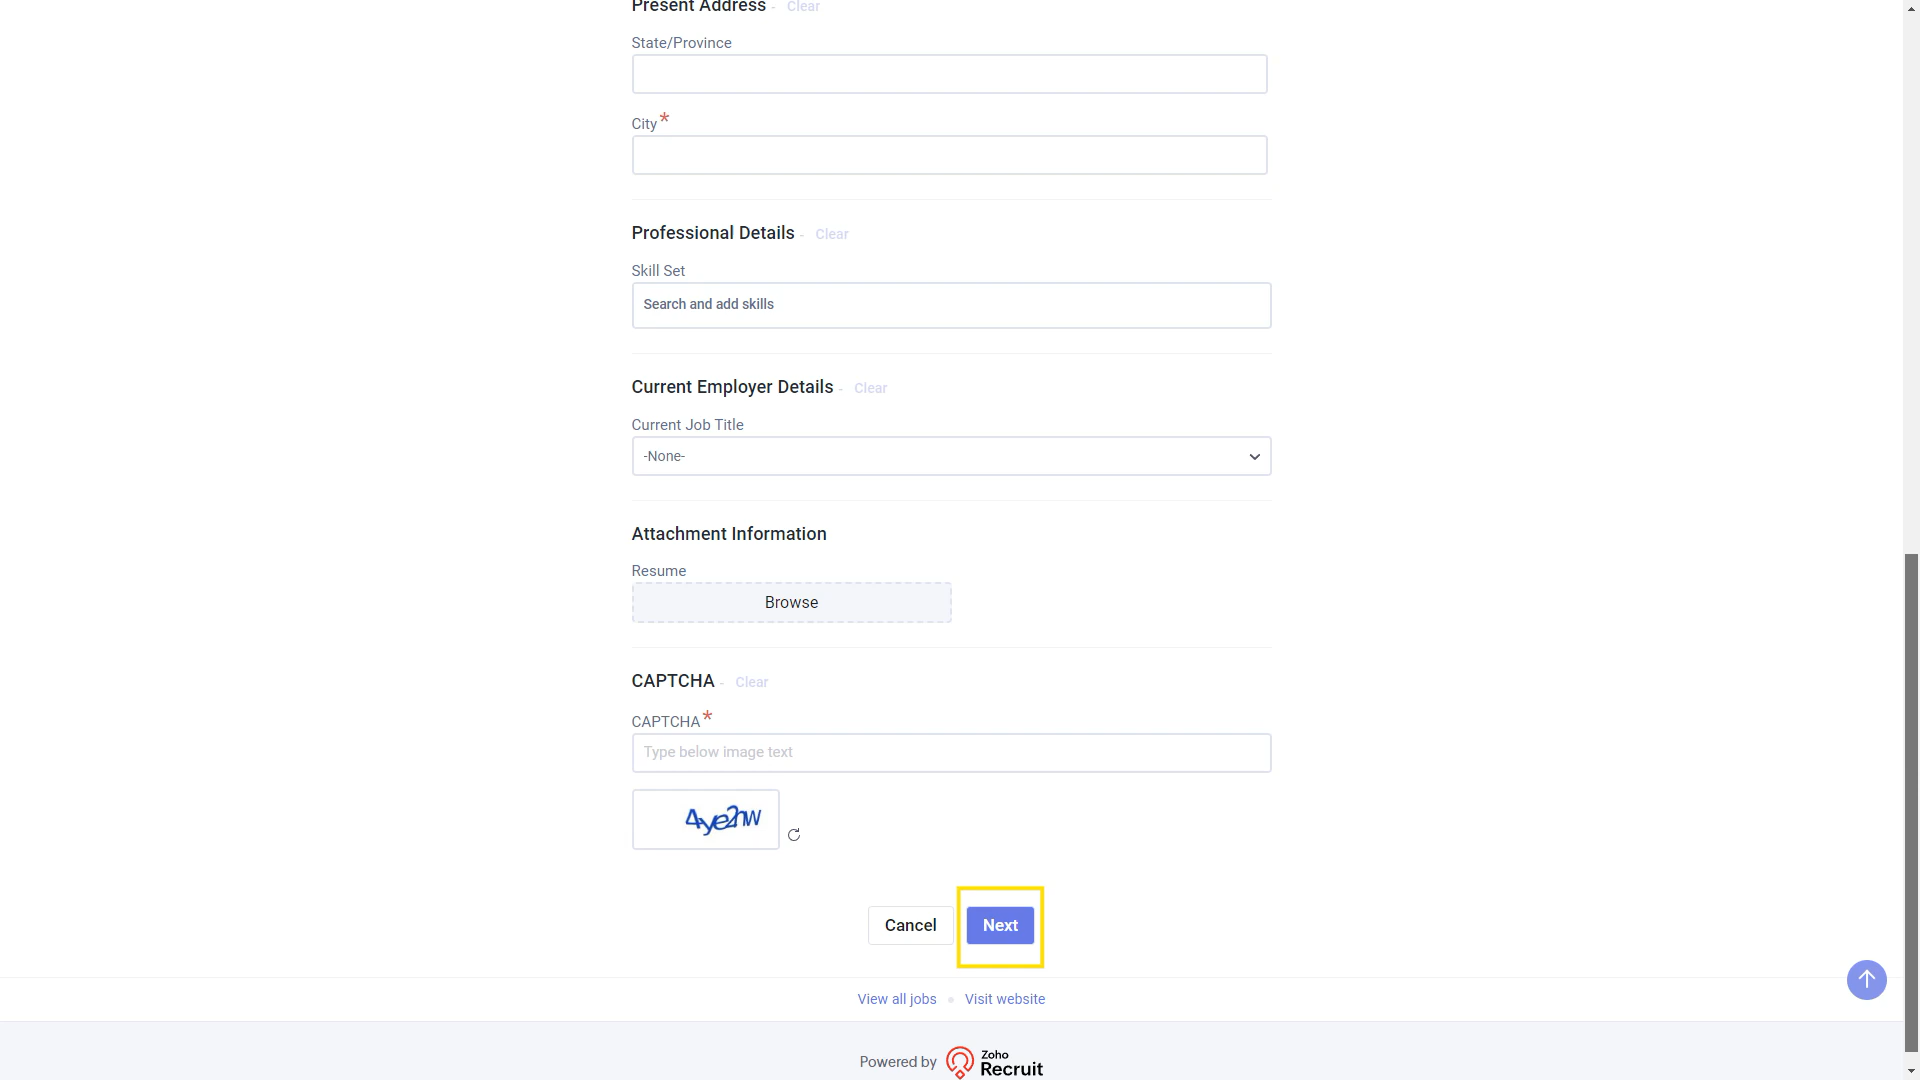 Present Address - Clear
State/Province
City*
Professional Details - Clear
Skill Set
Search and add skills
Current Employer Details - Clear
Current Job Title
-None-
Attachment Information
Resume
Browse
CAPTCHA - Clear
CAPTCHA*
Type below image text
4ye2hw
Cancel Next
View all jobs • Visit website
Powered by Zoho Recruit